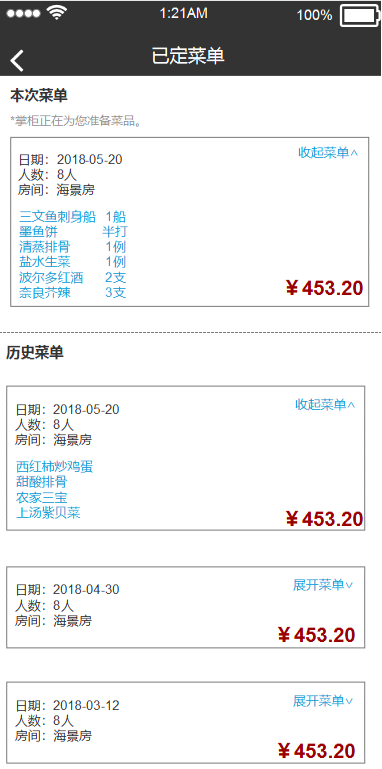 1:21AM 100%
已定菜单
本次菜单
*掌柜正在为您准备菜品。
日期：2018-05-20 收起菜单
人数：8人
房间：海景房
三文鱼刺身船 1船
墨鱼饼 半打
清蒸排骨 1例
盐水生菜 1例
波尔多红酒 2支
奈良芥辣 3支
￥453.20
历史菜单
日期：2018-05-20 收起菜单
人数：8人
房间：海景房
西红柿炒鸡蛋
甜酸排骨
农家三宝
上汤紫贝菜
￥453.20
日期：2018-04-30 展开菜单
人数：8人
房间：海景房
￥453.20
日期：2018-03-12 展开菜单
人数：8人
房间：海景房
￥453.20